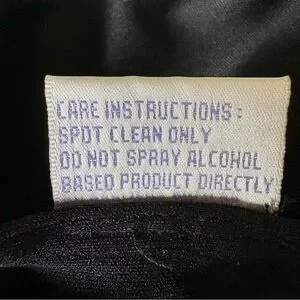 CARE INSTRUCTIONS :
SPOT CLEAN ONLY
DO NOT SPRAY ALCOHOL
BASED PRODUCT DIRECTLY